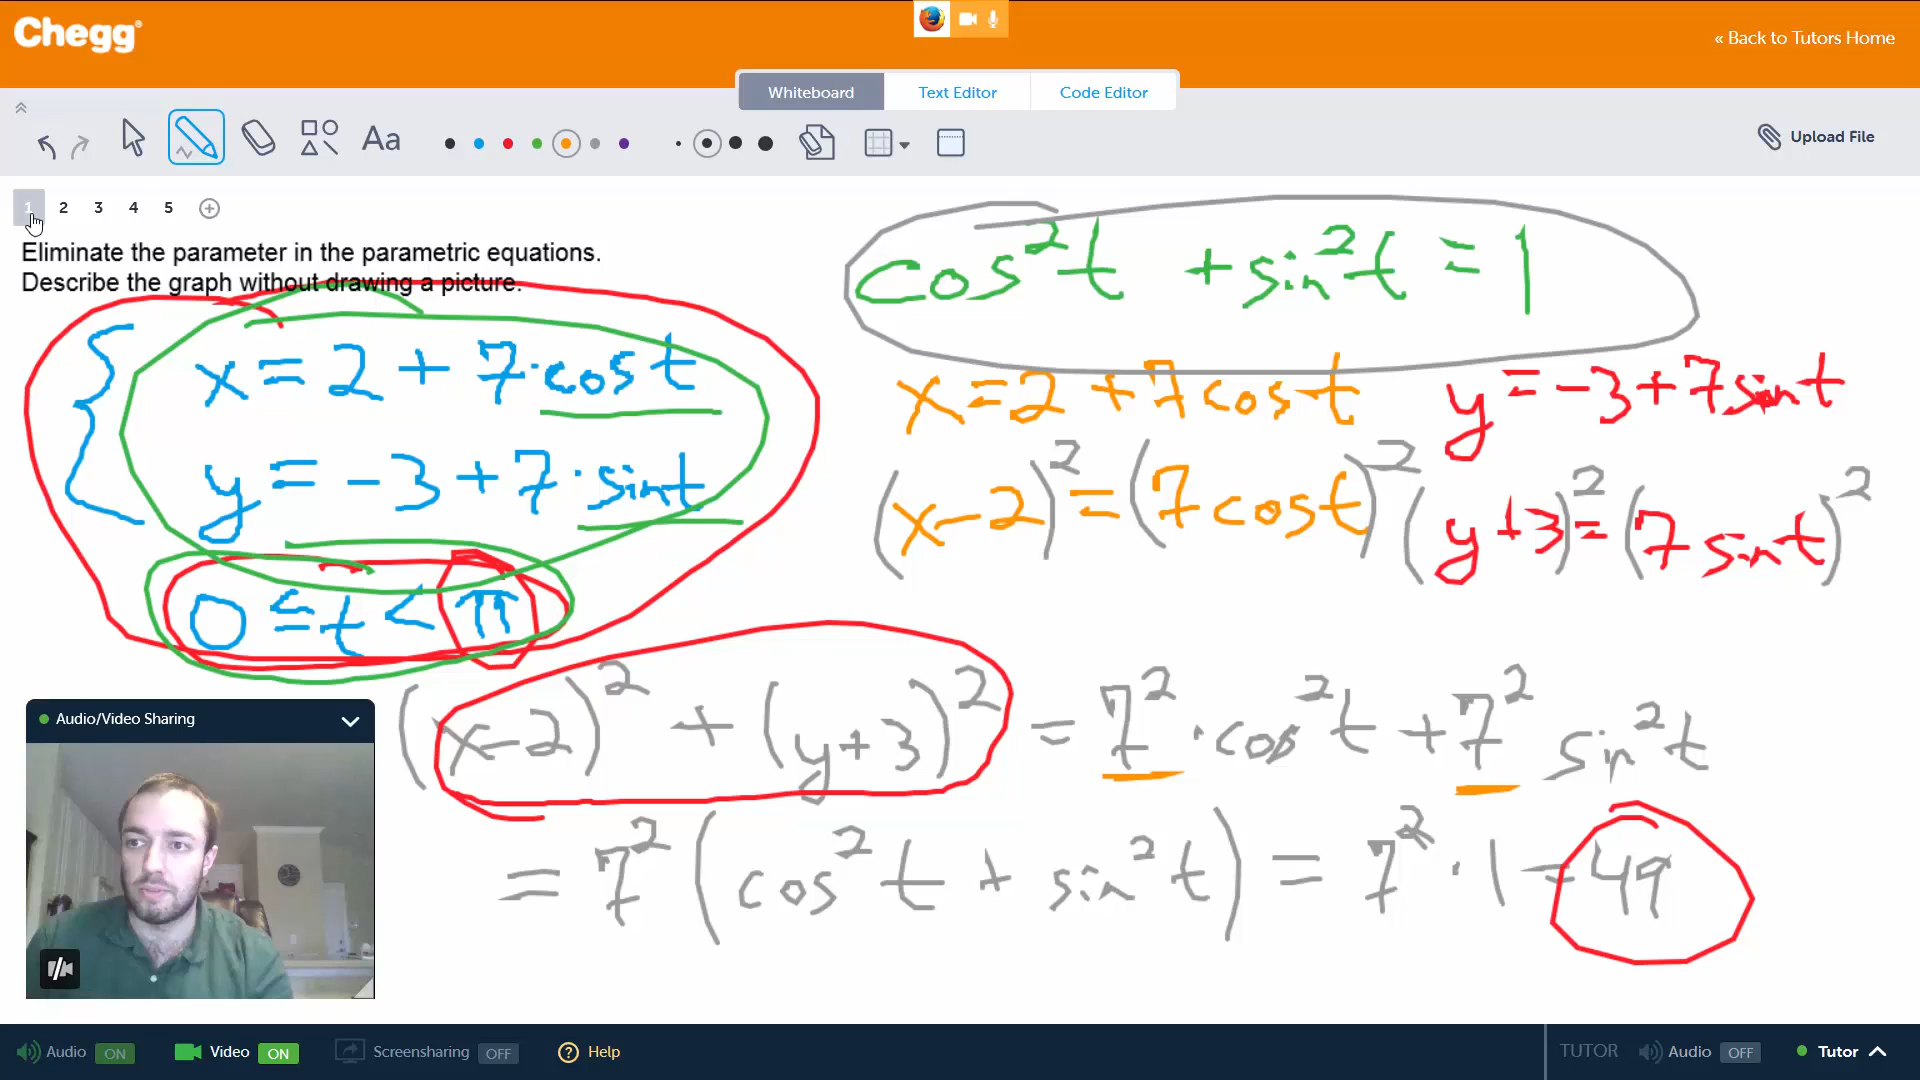 Chegg
« Back to Tutors Home
Whiteboard Text Editor Code Editor
Aa
Upload File
1 2 3 4 5
Eliminate the parameter in the parametric equations.
Describe the graph without drawing a picture.
x = 2 + 7·cos t
y = -3 + 7·sin t
0 ≤ t < π
cos²t + sin²t = 1
x = 2 + 7 cos t y = -3 + 7 sin t
(x-2)² = (7 cos t)² (y+3)² = (7 sin t)²
(x-2)² + (y+3)² = 7²·cos²t + 7² sin²t
= 7²(cos²t + sin²t) = 7²·1 = 49
Audio/Video Sharing
Audio ON Video ON Screensharing OFF ? Help TUTOR Audio OFF Tutor